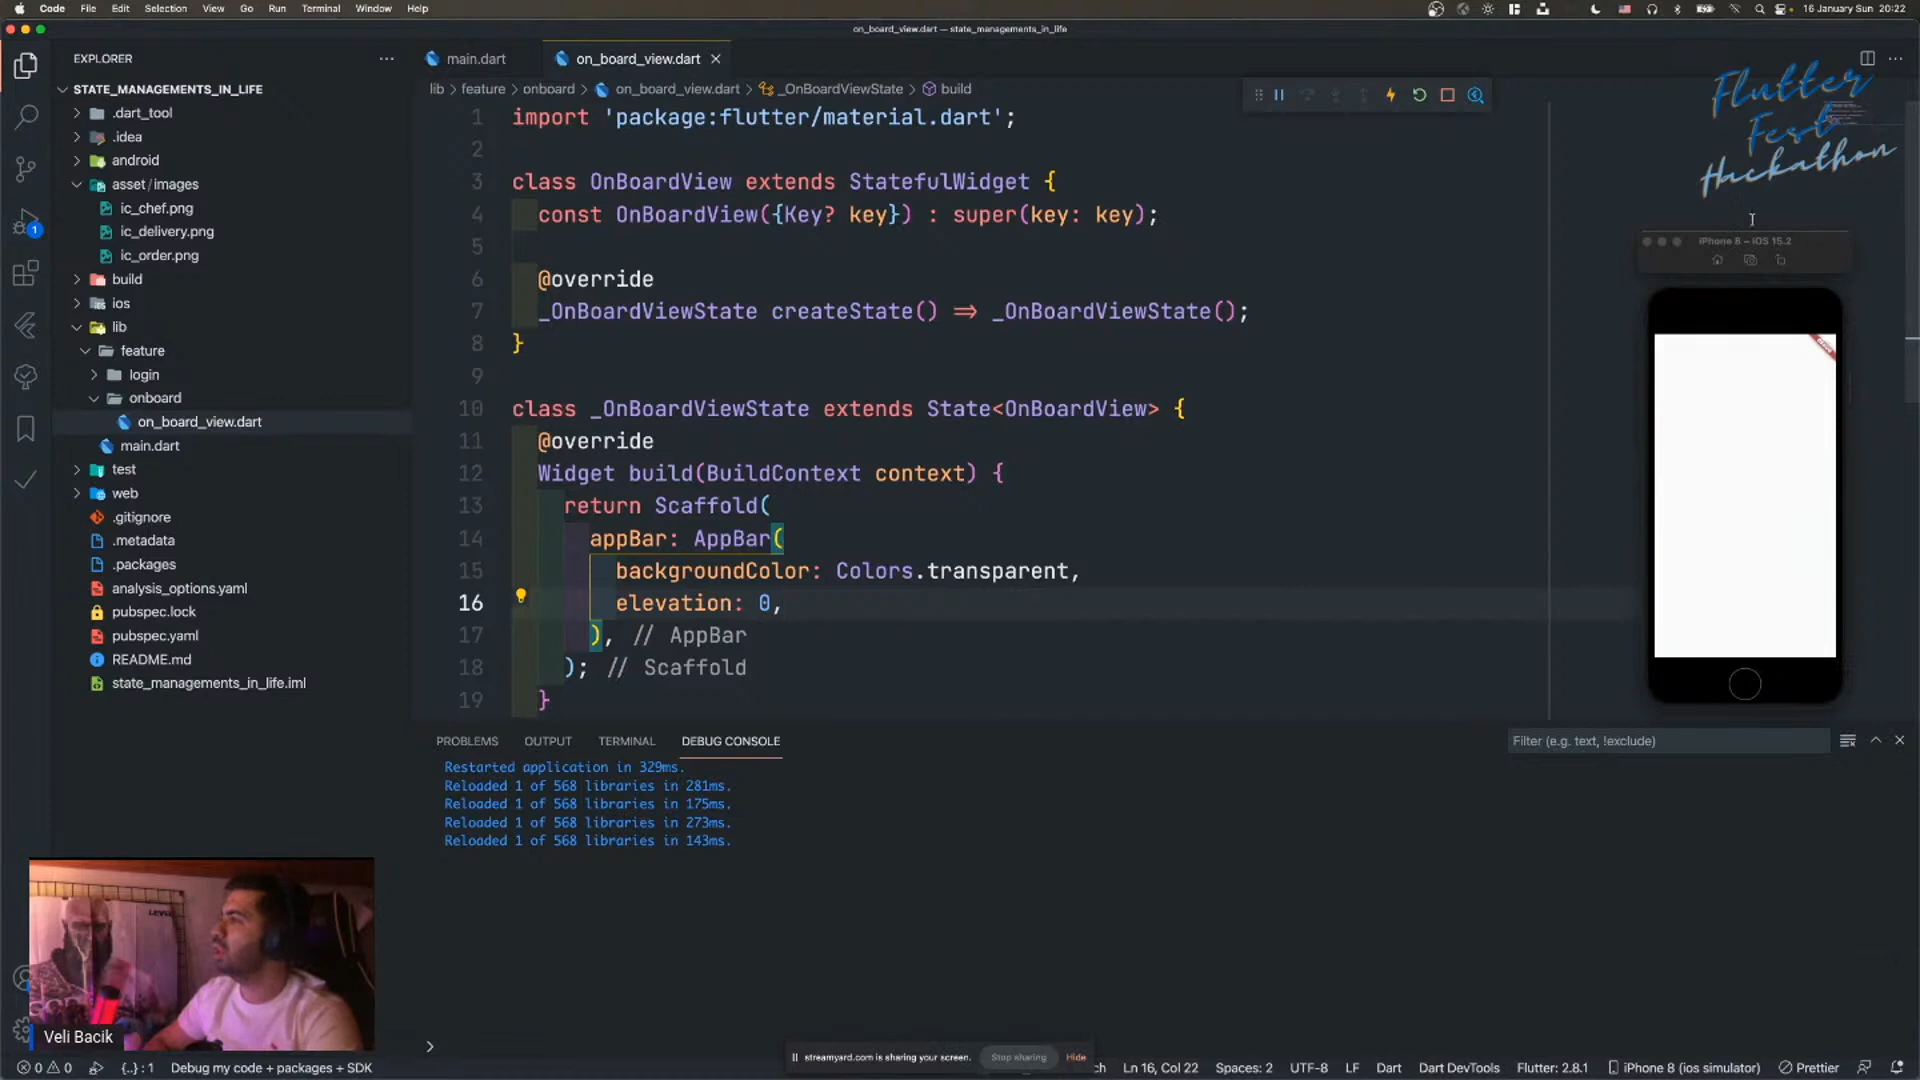 Code File Edit Selection View Go Run Terminal Window Help
16 January Sun 20:22
on_board_view.dart — state_managements_in_life
EXPLORER
main.dart
on_board_view.dart
STATE_MANAGEMENTS_IN_LIFE
.dart_tool
.idea
android
asset/images
ic_chef.png
ic_delivery.png
ic_order.png
build
ios
lib
feature
login
onboard
on_board_view.dart
main.dart
test
web
.gitignore
.metadata
.packages
analysis_options.yaml
pubspec.lock
pubspec.yaml
README.md
state_managements_in_life.iml
1
lib > feature > onboard > on_board_view.dart > _OnBoardViewState > build
1 import 'package:flutter/material.dart';
2
3 class OnBoardView extends StatefulWidget {
4 const OnBoardView({Key? key}) : super(key: key);
5
6 @override
7 _OnBoardViewState createState() => _OnBoardViewState();
8 }
9
10 class _OnBoardViewState extends State<OnBoardView> {
11 @override
12 Widget build(BuildContext context) {
13 return Scaffold(
14 appBar: AppBar(
15 backgroundColor: Colors.transparent,
16 elevation: 0,
17 ), // AppBar
18 ); // Scaffold
19 }
Flutter
Fest
Hackathon
iPhone 8 – iOS 15.2
PROBLEMS OUTPUT TERMINAL DEBUG CONSOLE
Filter (e.g. text, !exclude)
Restarted application in 329ms.
Reloaded 1 of 568 libraries in 281ms.
Reloaded 1 of 568 libraries in 175ms.
Reloaded 1 of 568 libraries in 273ms.
Reloaded 1 of 568 libraries in 143ms.
Veli Bacik
streamyard.com is sharing your screen. Stop sharing Hide
0 0 {..} : 1 Debug my code + packages + SDK
Ln 16, Col 22 Spaces: 2 UTF-8 LF Dart Dart DevTools Flutter: 2.8.1 iPhone 8 (ios simulator) Prettier